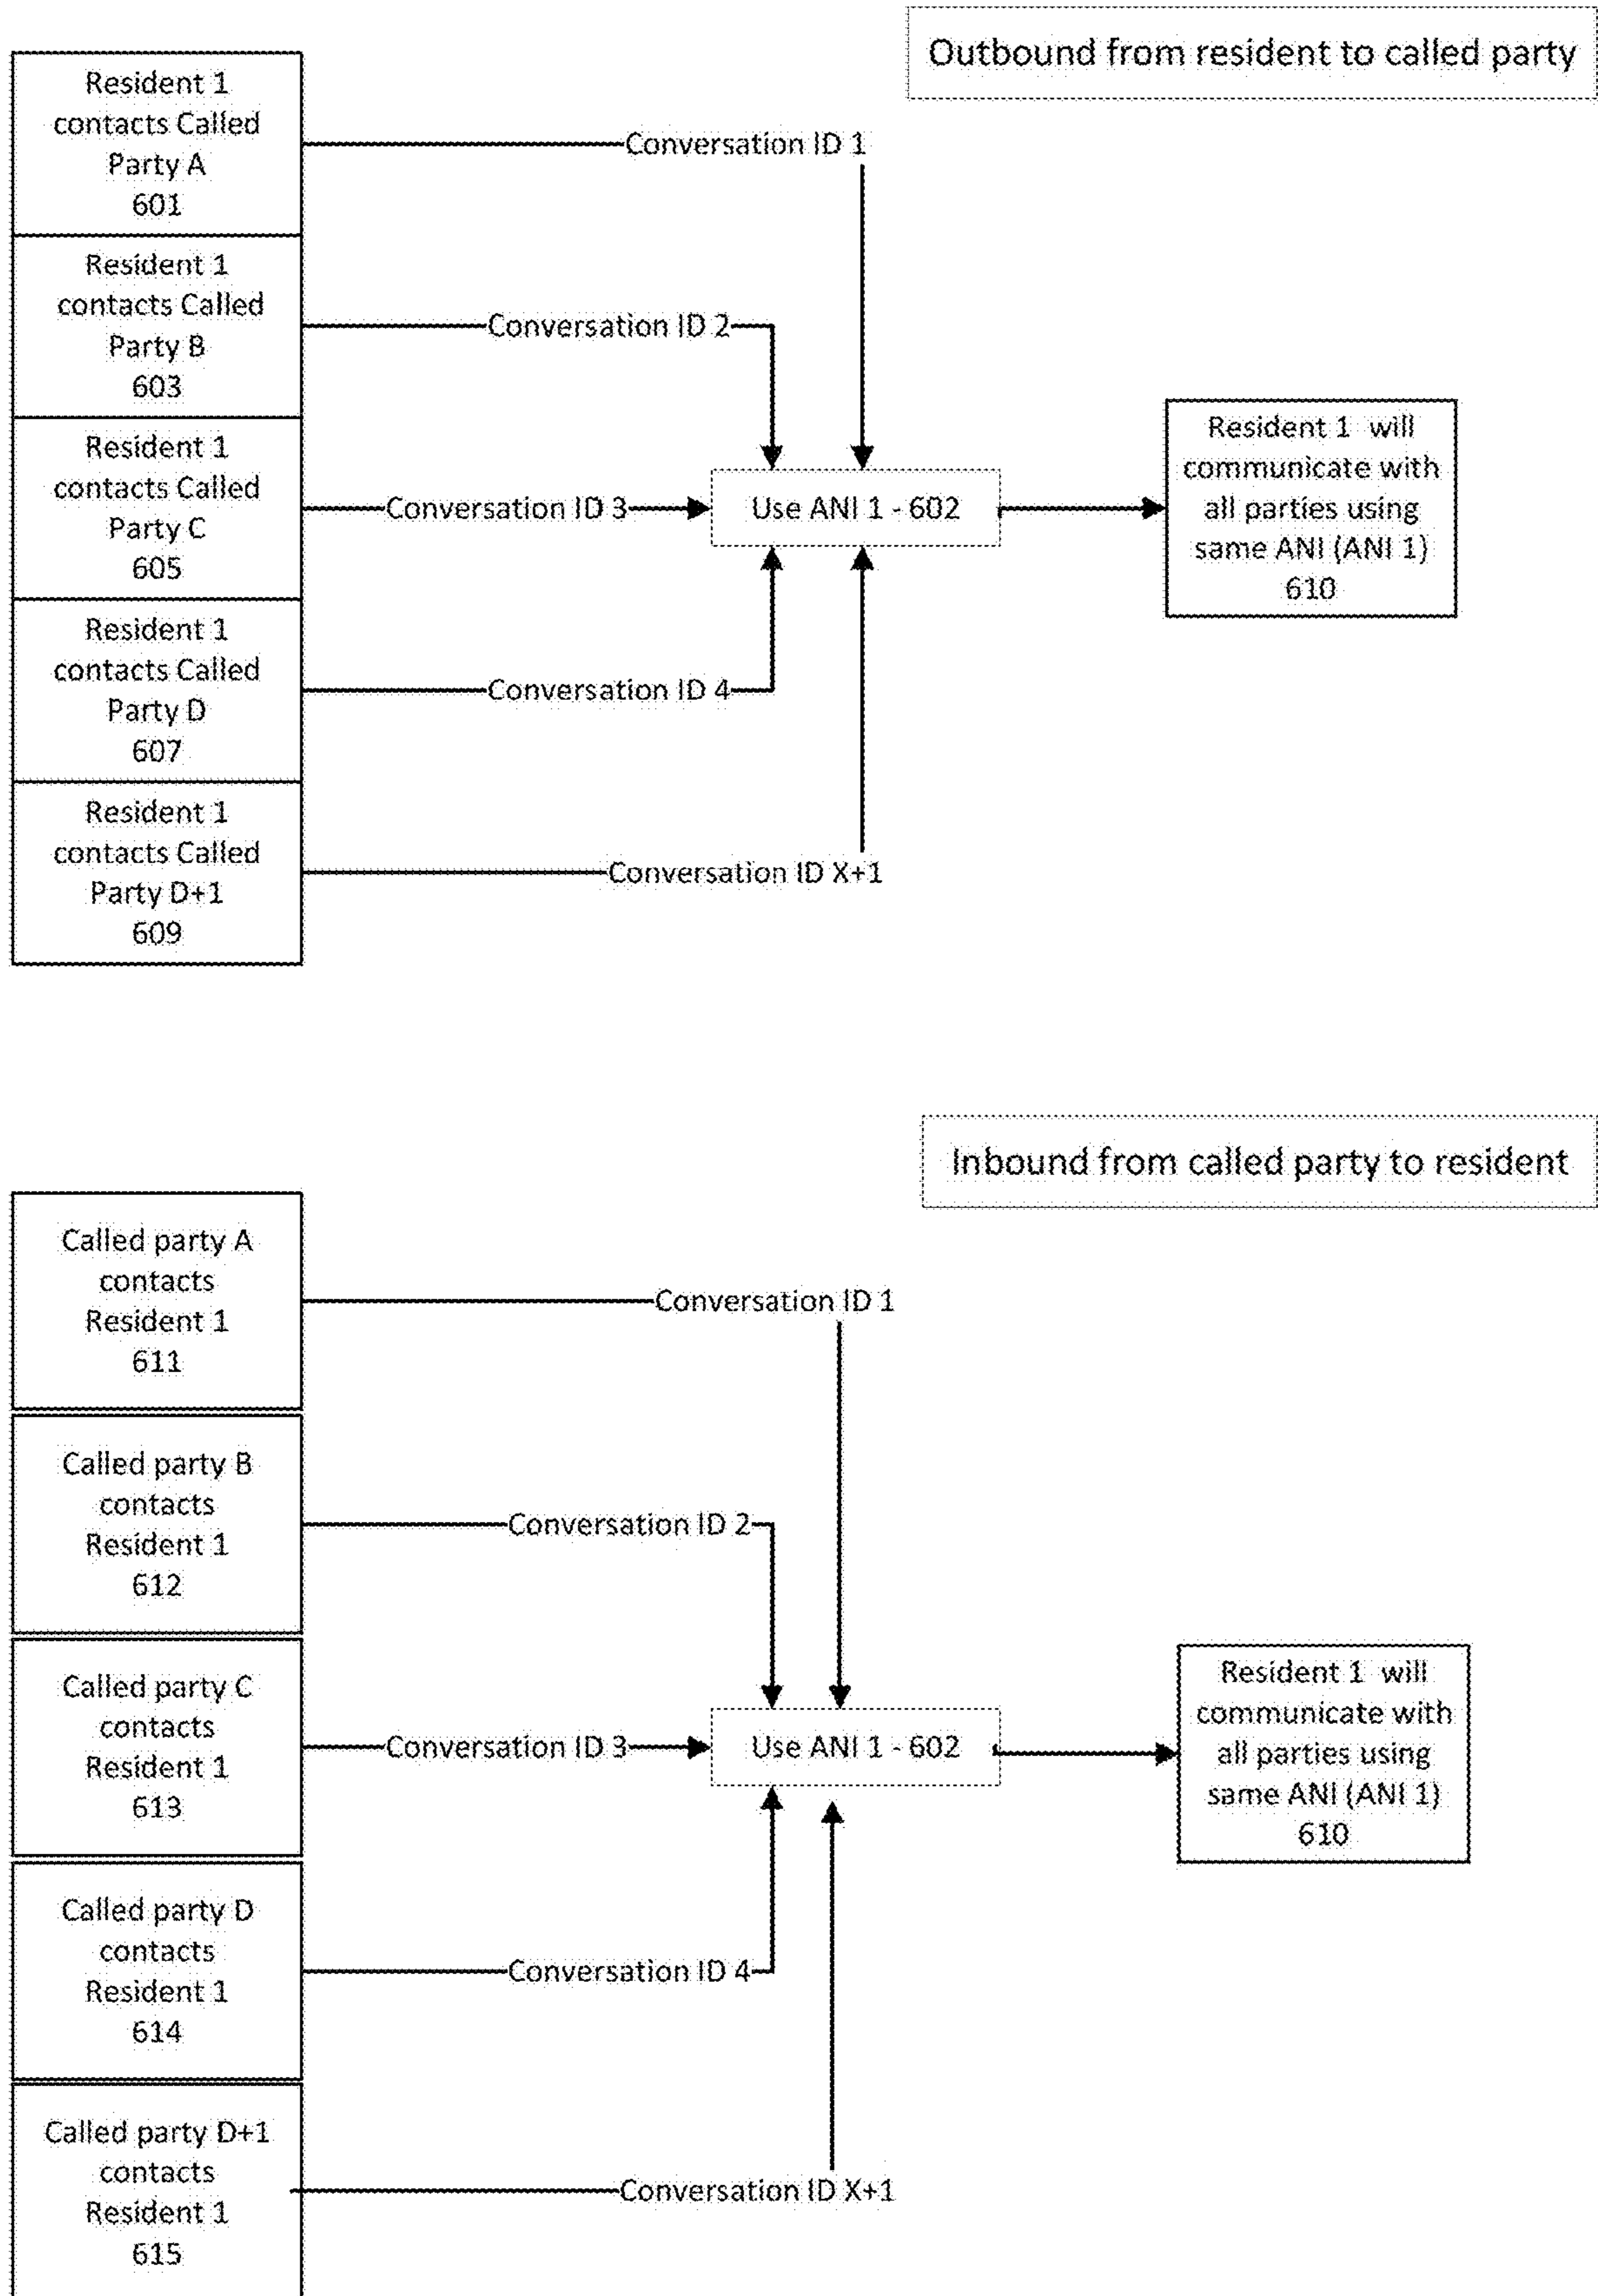 Outbound from resident to called party
Resident 1
contacts Called
Party A
601
Conversation ID 1
Resident 1
contacts Called
Party B
603
Conversation ID 2
Resident 1
contacts Called
Party C
605
Conversation ID 3
Use ANI 1 - 602
Resident 1 will
communicate with
all parties using
same ANI (ANI 1)
610
Resident 1
contacts Called
Party D
607
Conversation ID 4
Resident 1
contacts Called
Party D+1
609
Conversation ID X+1
Inbound from called party to resident
Called party A
contacts
Resident 1
611
Conversation ID 1
Called party B
contacts
Resident 1
612
Conversation ID 2
Called party C
contacts
Resident 1
613
Conversation ID 3
Use ANI 1 - 602
Resident 1 will
communicate with
all parties using
same ANI (ANI 1)
610
Called party D
contacts
Resident 1
614
Conversation ID 4
Called party D+1
contacts
Resident 1
615
Conversation ID X+1